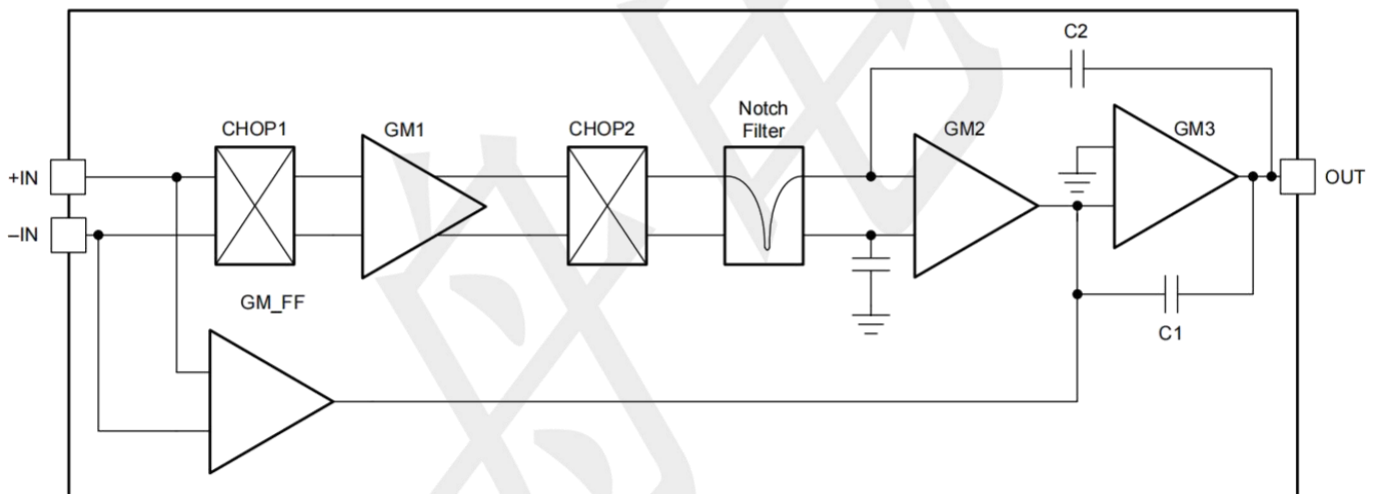 C2
Notch
Filter
CHOP1
GM1
CHOP2
GM2
GM3
+IN
OUT
–IN
GM_FF
C1